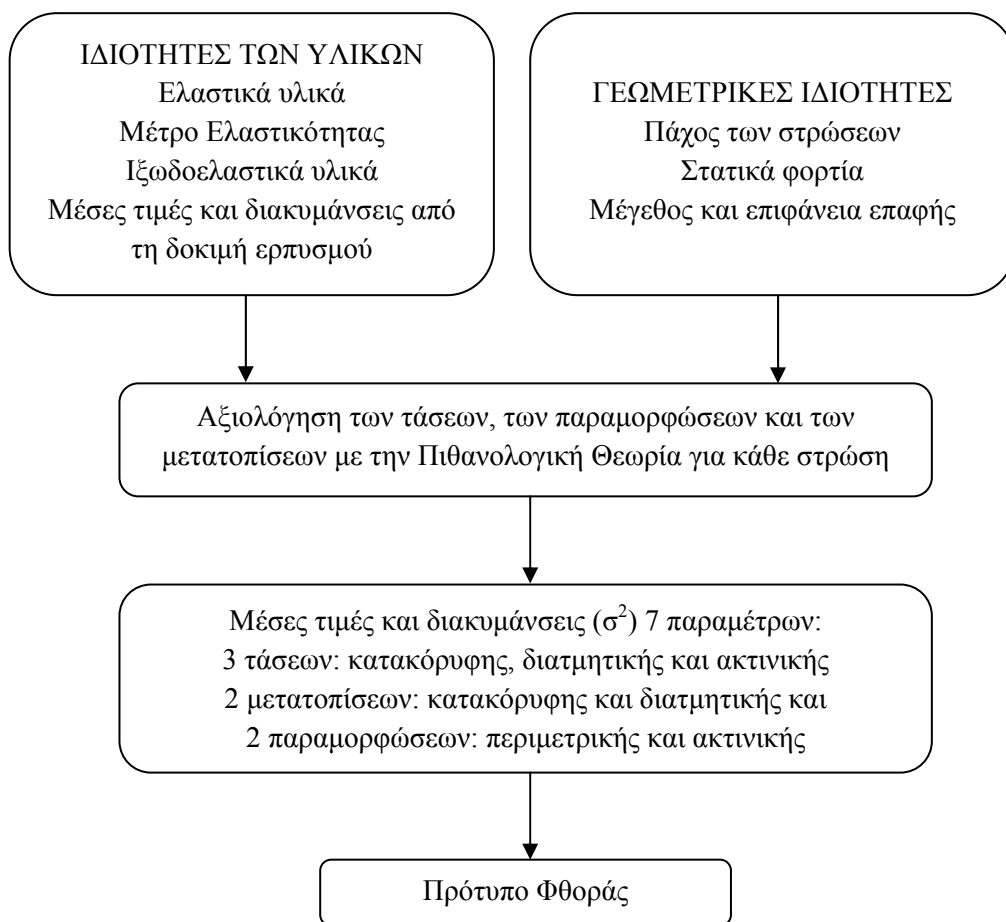 ΙΔΙΟΤΗΤΕΣ ΤΩΝ ΥΛΙΚΩΝ
Ελαστικά υλικά
Μέτρο Ελαστικότητας
Ιξωδοελαστικά υλικά
Μέσες τιμές και διακυμάνσεις από
τη δοκιμή ερπυσμού
ΓΕΩΜΕΤΡΙΚΕΣ ΙΔΙΟΤΗΤΕΣ
Πάχος των στρώσεων
Στατικά φορτία
Μέγεθος και επιφάνεια επαφής
Αξιολόγηση των τάσεων, των παραμορφώσεων και των
μετατοπίσεων με την Πιθανολογική Θεωρία για κάθε στρώση
Μέσες τιμές και διακυμάνσεις (σ²) 7 παραμέτρων:
3 τάσεων: κατακόρυφης, διατμητικής και ακτινικής
2 μετατοπίσεων: κατακόρυφης και διατμητικής και
2 παραμορφώσεων: περιμετρικής και ακτινικής
Πρότυπο Φθοράς